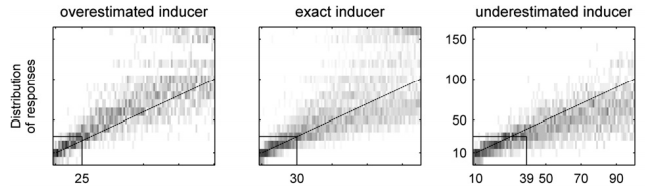 overestimated inducer
exact inducer
underestimated inducer
Distribution
of responses
150
100
50
10
25
30
10 39 50 70 90